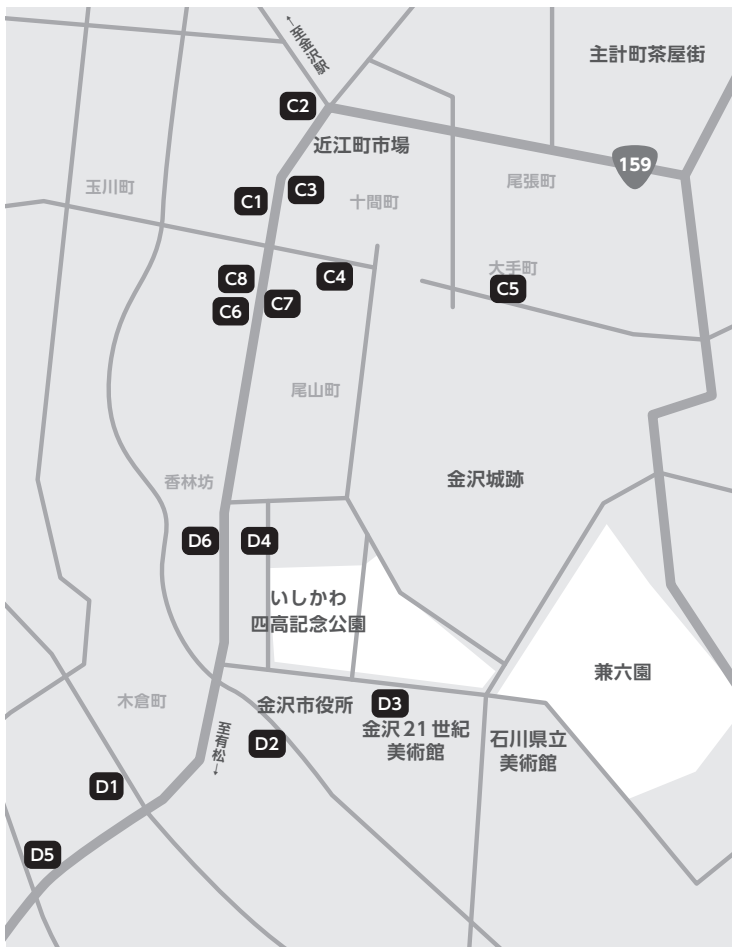 ←至金沢駅
主計町茶屋街
C2
近江町市場
159
玉川町
C1
C3
十間町
尾張町
C8
C4
大手町
C5
C6
C7
尾山町
香林坊
金沢城跡
D6
D4
いしかわ
四高記念公園
兼六園
木倉町
金沢市役所
D3
至有松→
D2
金沢21世紀
美術館
石川県立
美術館
D1
D5